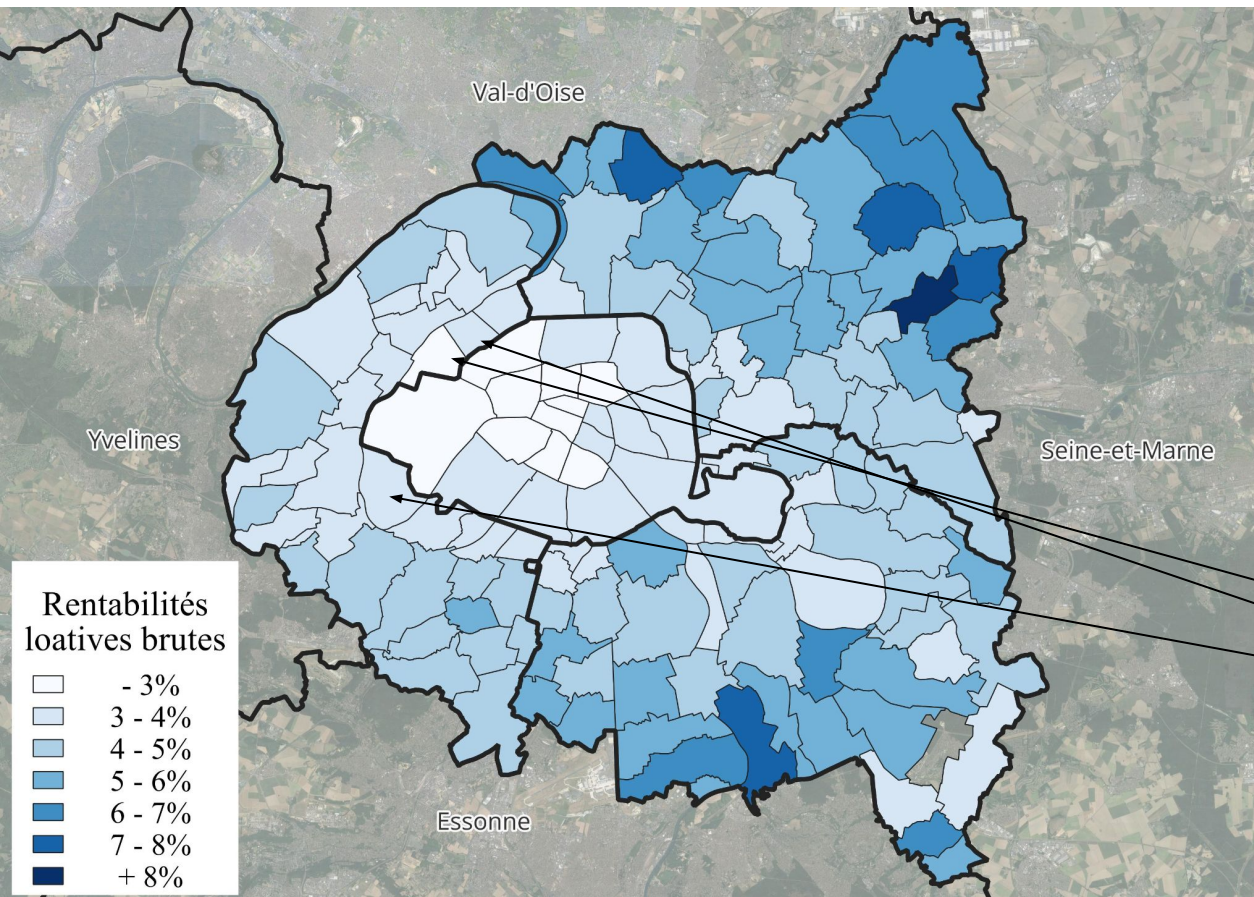 Val-d'Oise
Yvelines
Seine-et-Marne
Essonne
Rentabilités
loatives brutes
- 3%
3 - 4%
4 - 5%
5 - 6%
6 - 7%
7 - 8%
+ 8%